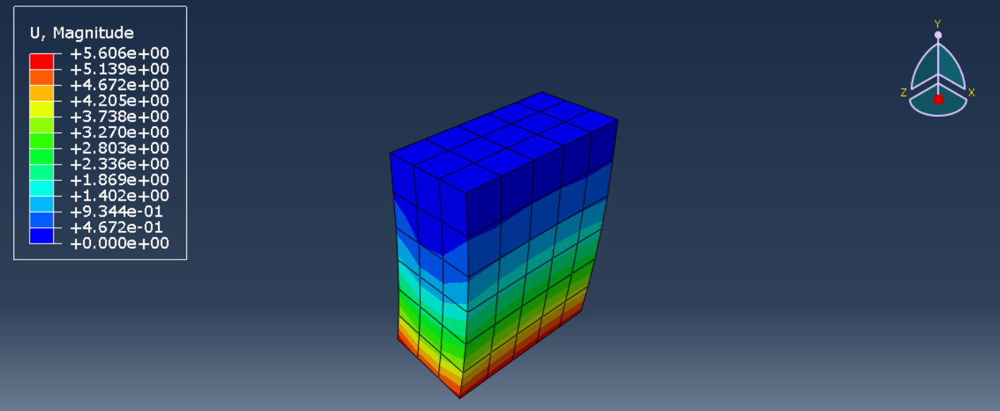 U, Magnitude
+5.606e+00
+5.139e+00
+4.672e+00
+4.205e+00
+3.738e+00
+3.270e+00
+2.803e+00
+2.336e+00
+1.869e+00
+1.402e+00
+9.344e-01
+4.672e-01
+0.000e+00
Y
Z
X